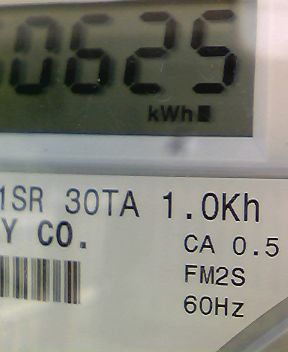 0625
kWh
1SR 30TA 1.0Kh
Y CO.
CA 0.5
FM2S
60Hz